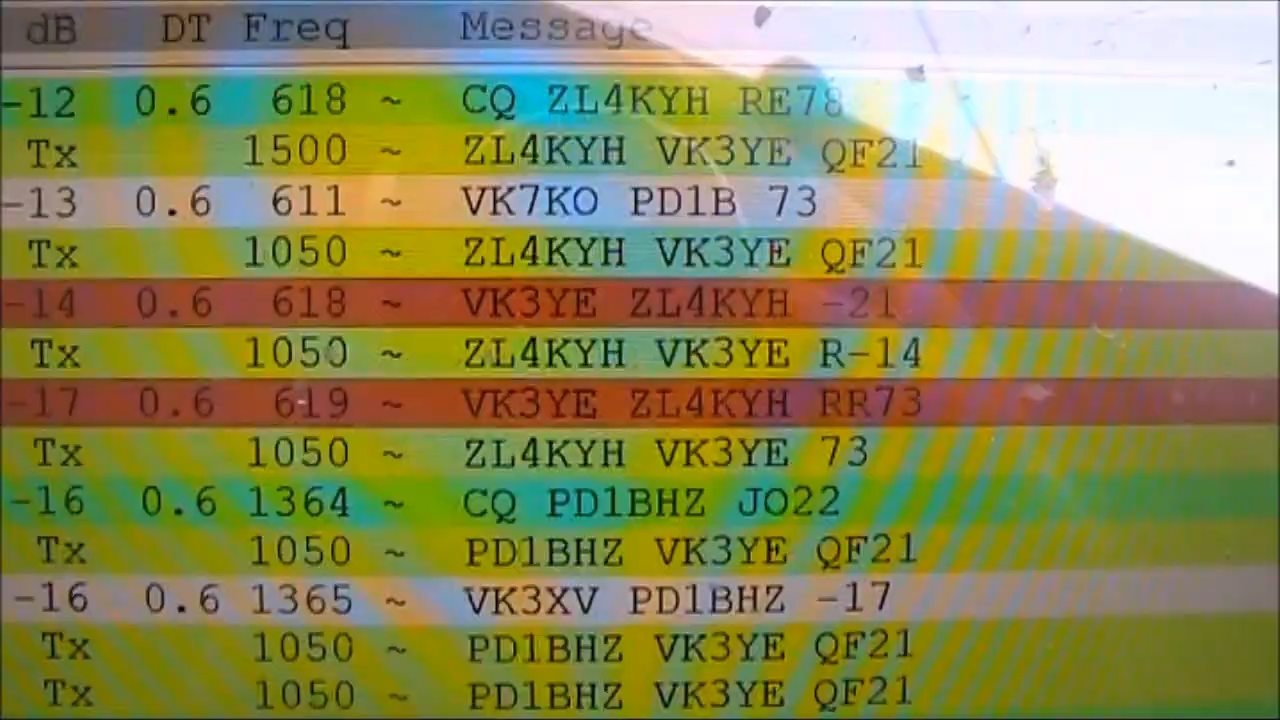 dB DT Freq Message
-12 0.6 618 ~ CQ ZL4KYH RE78
Tx 1500 ~ ZL4KYH VK3YE QF21
-13 0.6 611 ~ VK7KO PD1B 73
Tx 1050 ~ ZL4KYH VK3YE QF21
-14 0.6 618 ~ VK3YE ZL4KYH -21
Tx 1050 ~ ZL4KYH VK3YE R-14
-17 0.6 619 ~ VK3YE ZL4KYH RR73
Tx 1050 ~ ZL4KYH VK3YE 73
-16 0.6 1364 ~ CQ PD1BHZ JO22
Tx 1050 ~ PD1BHZ VK3YE QF21
-16 0.6 1365 ~ VK3XV PD1BHZ -17
Tx 1050 ~ PD1BHZ VK3YE QF21
Tx 1050 ~ PD1BHZ VK3YE QF21